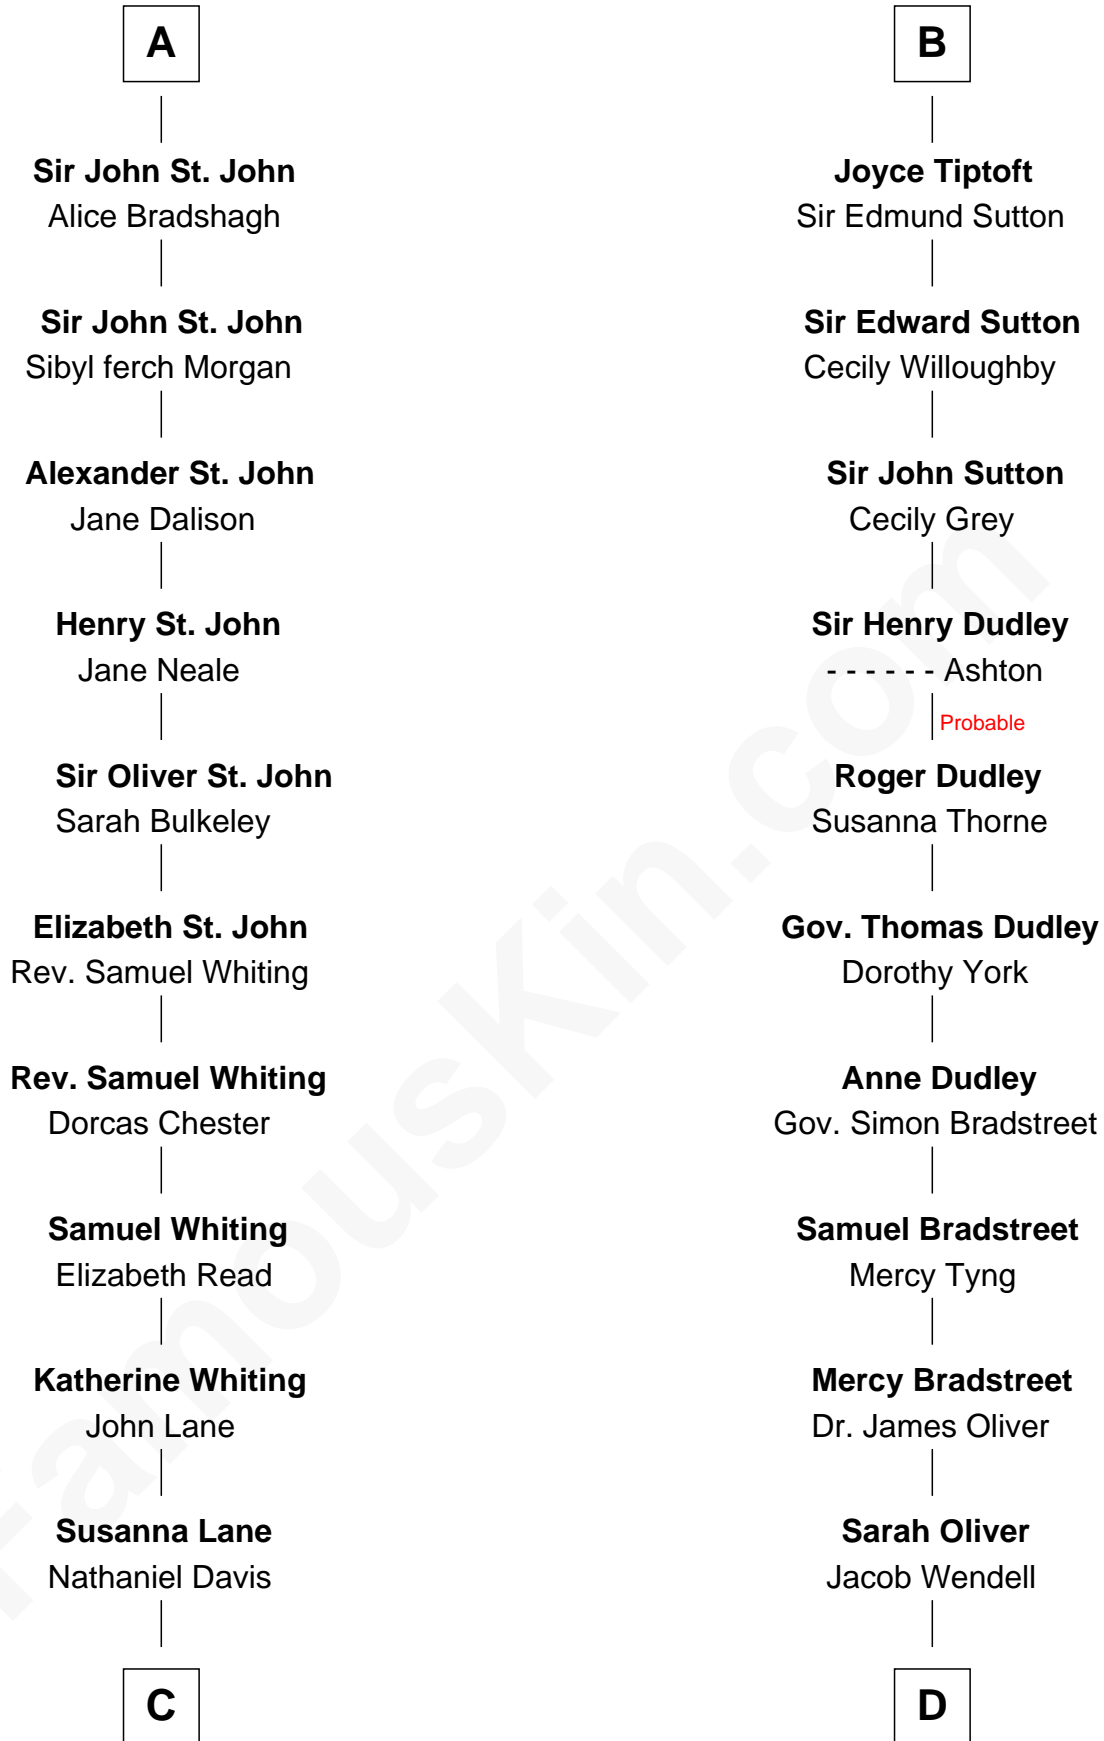 A
Sir John St. John
Alice Bradshagh
Sir John St. John
Sibyl ferch Morgan
Alexander St. John
Jane Dalison
Henry St. John
Jane Neale
Sir Oliver St. John
Sarah Bulkeley
Elizabeth St. John
Rev. Samuel Whiting
Rev. Samuel Whiting
Dorcas Chester
Samuel Whiting
Elizabeth Read
Katherine Whiting
John Lane
Susanna Lane
Nathaniel Davis
C
B
Joyce Tiptoft
Sir Edmund Sutton
Sir Edward Sutton
Cecily Willoughby
Sir John Sutton
Cecily Grey
Sir Henry Dudley
- - - - - - Ashton
Probable
Roger Dudley
Susanna Thorne
Gov. Thomas Dudley
Dorothy York
Anne Dudley
Gov. Simon Bradstreet
Samuel Bradstreet
Mercy Tyng
Mercy Bradstreet
Dr. James Oliver
Sarah Oliver
Jacob Wendell
D
FamousKin.com